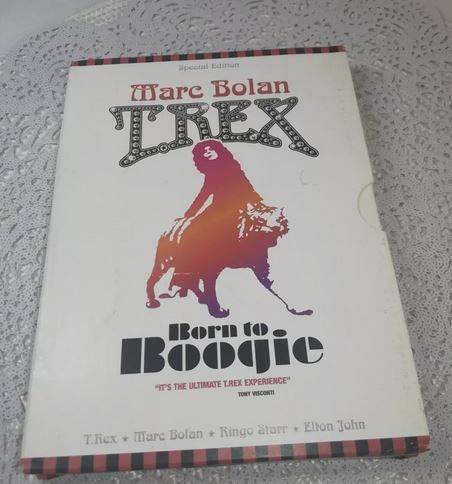 Special Edition
Marc Bolan
T.REX
Born to
Boogie
"IT'S THE ULTIMATE T.REX EXPERIENCE"
TONY VISCONTI
T.Rex ★ Marc Bolan ★ Ringo Starr ★ Elton John